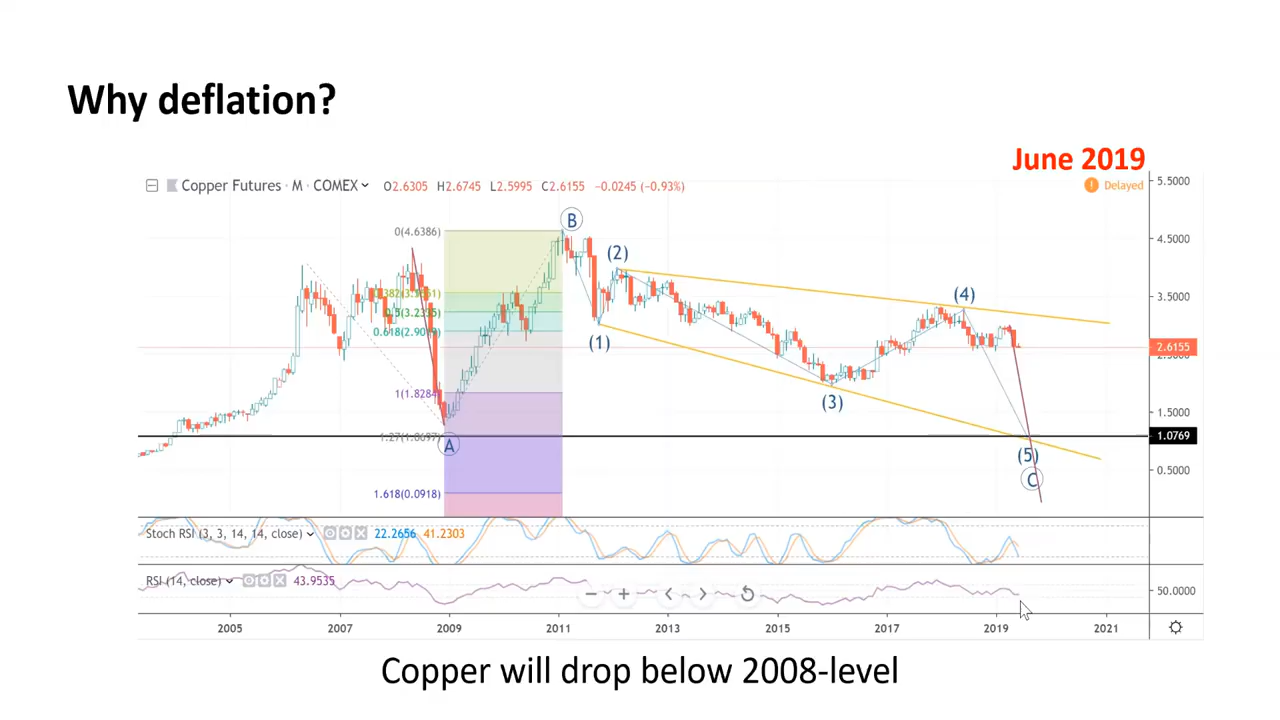 Why deflation?
June 2019
Copper Futures · M · COMEX O2.6305 H2.6745 L2.5995 C2.6155 −0.0245 (−0.93%)
! Delayed
5.5000
4.5000
3.5000
2.6155
1.5000
1.0769
0.5000
0(4.6386)
0.5(3.2335)
1(1.8284)
1.618(0.0918)
A
B
(1)
(2)
(3)
(4)
(5)
C
Stoch RSI (3, 3, 14, 14, close) 22.2656 41.2303
RSI (14, close) 43.9535
50.0000
2005 2007 2009 2011 2013 2015 2017 2019 2021
Copper will drop below 2008-level